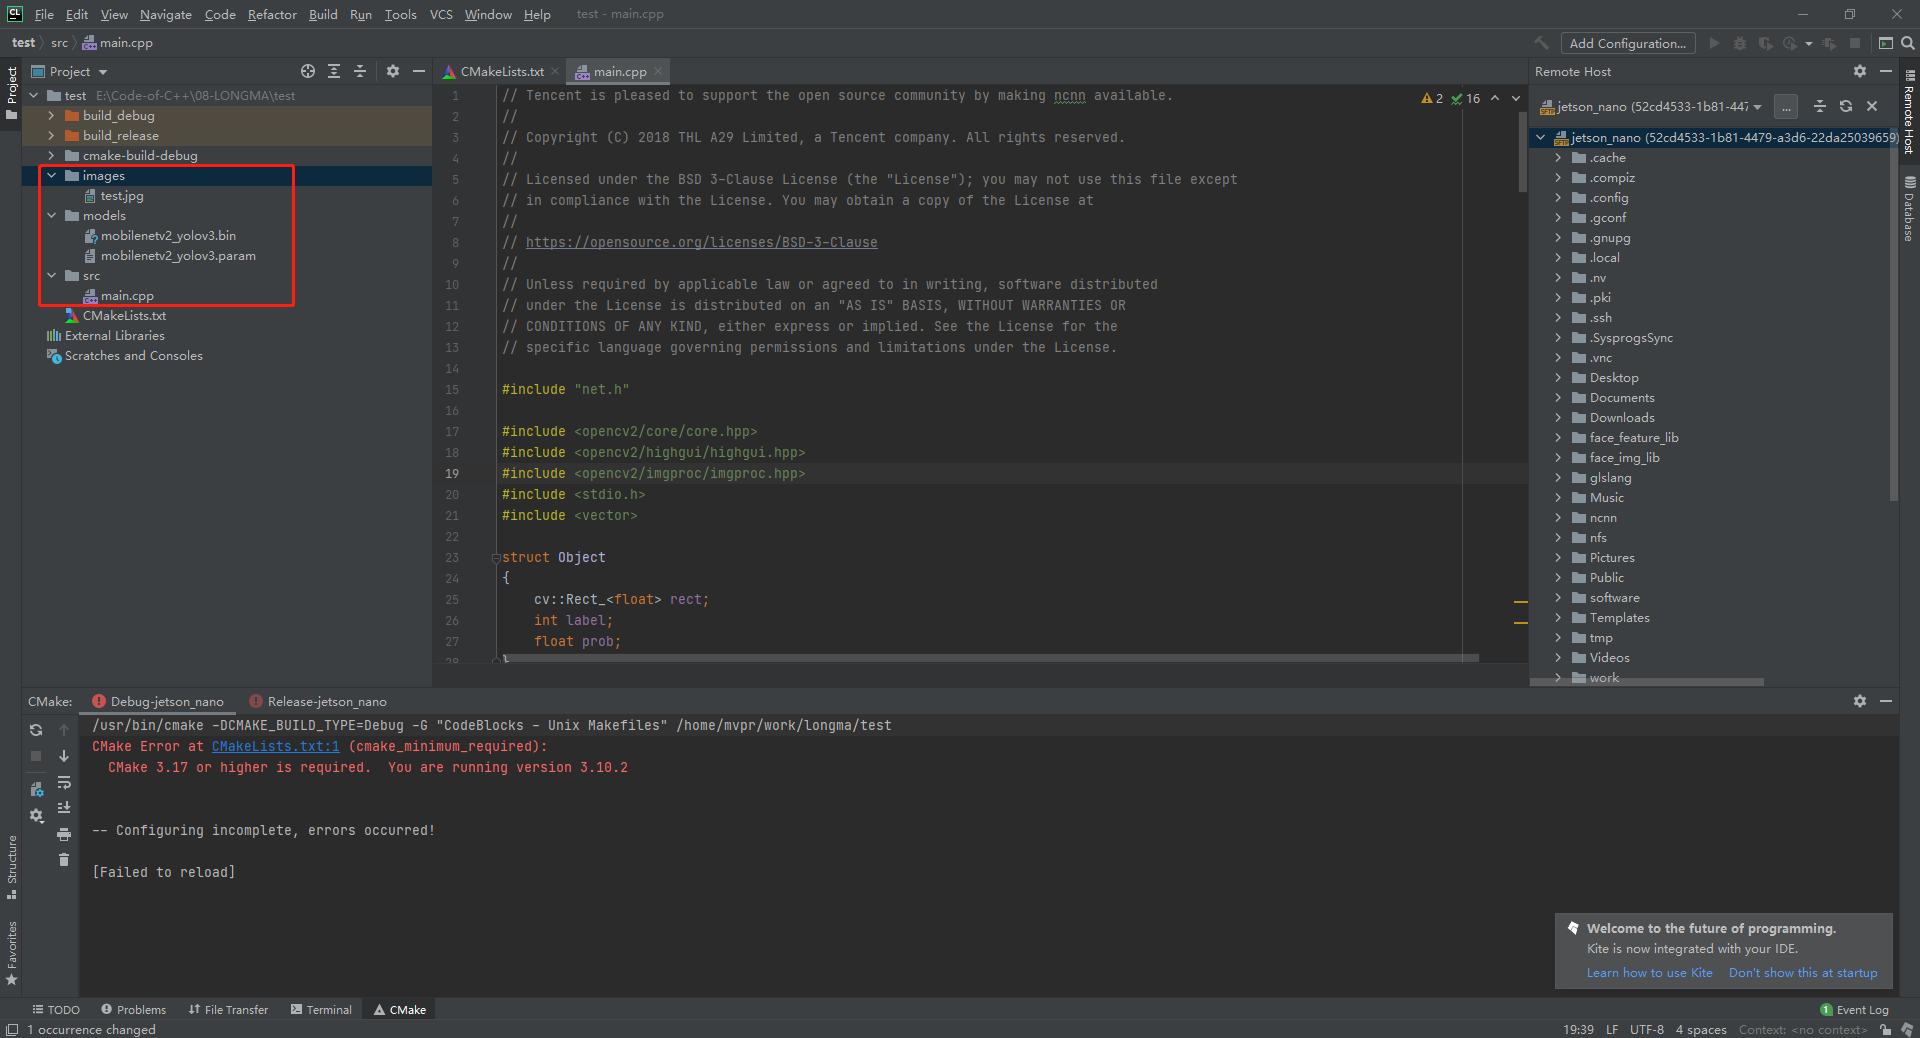 CL File Edit View Navigate Code Refactor Build Run Tools VCS Window Help test - main.cpp
test src main.cpp Add Configuration...
Project
Project
test E:\Code-of-C++\08-LONGMA\test
build_debug
build_release
cmake-build-debug
images
test.jpg
models
mobilenetv2_yolov3.bin
mobilenetv2_yolov3.param
src
main.cpp
CMakeLists.txt
External Libraries
Scratches and Consoles
CMakeLists.txt main.cpp
2 16
1 // Tencent is pleased to support the open source community by making ncnn available.
2 //
3 // Copyright (C) 2018 THL A29 Limited, a Tencent company. All rights reserved.
4 //
5 // Licensed under the BSD 3-Clause License (the "License"); you may not use this file except
6 // in compliance with the License. You may obtain a copy of the License at
7 //
8 // https://opensource.org/licenses/BSD-3-Clause
9 //
10 // Unless required by applicable law or agreed to in writing, software distributed
11 // under the License is distributed on an "AS IS" BASIS, WITHOUT WARRANTIES OR
12 // CONDITIONS OF ANY KIND, either express or implied. See the License for the
13 // specific language governing permissions and limitations under the License.
14
15 #include "net.h"
16
17 #include <opencv2/core/core.hpp>
18 #include <opencv2/highgui/highgui.hpp>
19 #include <opencv2/imgproc/imgproc.hpp>
20 #include <stdio.h>
21 #include <vector>
22
23 struct Object
24 {
25 cv::Rect_<float> rect;
26 int label;
27 float prob;
28 }
Remote Host
jetson_nano (52cd4533-1b81-447 ...
jetson_nano (52cd4533-1b81-4479-a3d6-22da25039659)
.cache
.compiz
.config
.gconf
.gnupg
.local
.nv
.pki
.ssh
.SysprogsSync
.vnc
Desktop
Documents
Downloads
face_feature_lib
face_img_lib
glslang
Music
ncnn
nfs
Pictures
Public
software
Templates
tmp
Videos
work
Remote Host
Database
CMake: Debug-jetson_nano Release-jetson_nano
/usr/bin/cmake -DCMAKE_BUILD_TYPE=Debug -G "CodeBlocks - Unix Makefiles" /home/mvpr/work/longma/test
CMake Error at CMakeLists.txt:1 (cmake_minimum_required):
CMake 3.17 or higher is required. You are running version 3.10.2
-- Configuring incomplete, errors occurred!
[Failed to reload]
Structure
Favorites
Welcome to the future of programming.
Kite is now integrated with your IDE.
Learn how to use Kite Don't show this at startup
TODO Problems File Transfer Terminal CMake 1 Event Log
1 occurrence changed 19:39 LF UTF-8 4 spaces Context: <no context>